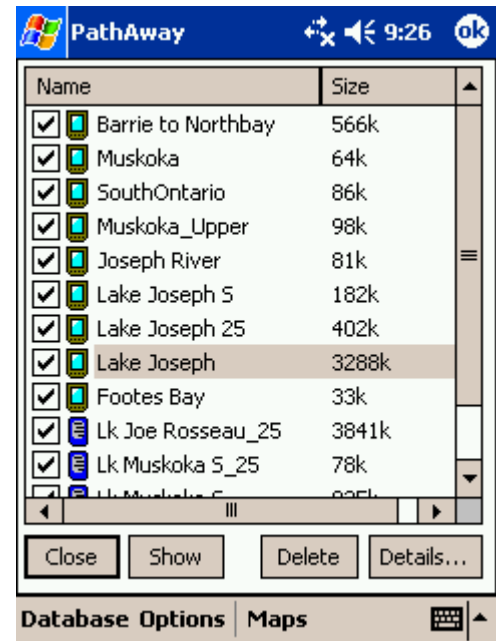 PathAway 9:26 ok
Name Size
Barrie to Northbay 566k
Muskoka 64k
SouthOntario 86k
Muskoka_Upper 98k
Joseph River 81k
Lake Joseph S 182k
Lake Joseph 25 402k
Lake Joseph 3288k
Footes Bay 33k
Lk Joe Rosseau_25 3841k
Lk Muskoka S_25 78k
Close Show Delete Details...
Database Options Maps